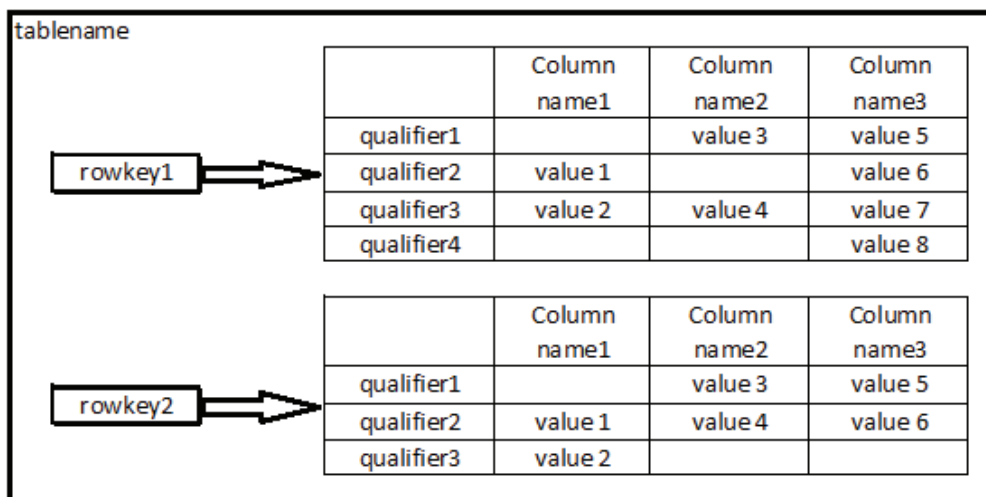 tablename
Column Column Column
name1 name2 name3
qualifier1 value 3 value 5
rowkey1 qualifier2 value 1 value 6
qualifier3 value 2 value 4 value 7
qualifier4 value 8
Column Column Column
name1 name2 name3
qualifier1 value 3 value 5
rowkey2 qualifier2 value 1 value 4 value 6
qualifier3 value 2